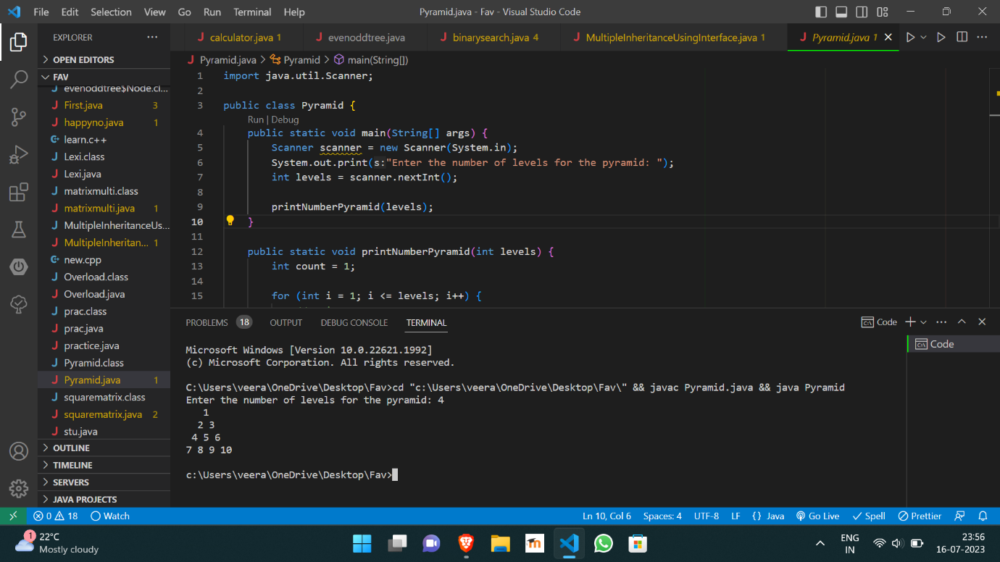 File Edit Selection View Go Run Terminal Help
Pyramid.java - Fav - Visual Studio Code
EXPLORER
OPEN EDITORS
FAV
evenoddtree$Node.cl...
First.java 3
happyno.java 1
learn.c++
Lexi.class
Lexi.java
matrixmulti.class
matrixmulti.java 1
MultipleInheritanceUs...
MultipleInheritan... 1
new.cpp
Overload.class
Overload.java
prac.class
prac.java
practice.java
Pyramid.class
Pyramid.java 1
squarematrix.class
squarematrix.java 2
stu.java
OUTLINE
TIMELINE
SERVERS
JAVA PROJECTS
calculator.java 1
evenoddtree.java
binarysearch.java 4
MultipleInheritanceUsingInterface.java 1
Pyramid.java 1
Pyramid.java > Pyramid > main(String[])
1 import java.util.Scanner;
2
3 public class Pyramid {
Run | Debug
4 public static void main(String[] args) {
5 Scanner scanner = new Scanner(System.in);
6 System.out.print(s:"Enter the number of levels for the pyramid: ");
7 int levels = scanner.nextInt();
8
9 printNumberPyramid(levels);
10 }
11
12 public static void printNumberPyramid(int levels) {
13 int count = 1;
14
15 for (int i = 1; i <= levels; i++) {
PROBLEMS 18 OUTPUT DEBUG CONSOLE TERMINAL
Code
Code
Microsoft Windows [Version 10.0.22621.1992]
(c) Microsoft Corporation. All rights reserved.
C:\Users\veera\OneDrive\Desktop\Fav>cd "c:\Users\veera\OneDrive\Desktop\Fav\" && javac Pyramid.java && java Pyramid
Enter the number of levels for the pyramid: 4
1
2 3
4 5 6
7 8 9 10
c:\Users\veera\OneDrive\Desktop\Fav>
0 18 Watch
Ln 10, Col 6 Spaces: 4 UTF-8 LF {} Java Go Live Spell Prettier
1
22°C
Mostly cloudy
ENG
IN
23:56
16-07-2023